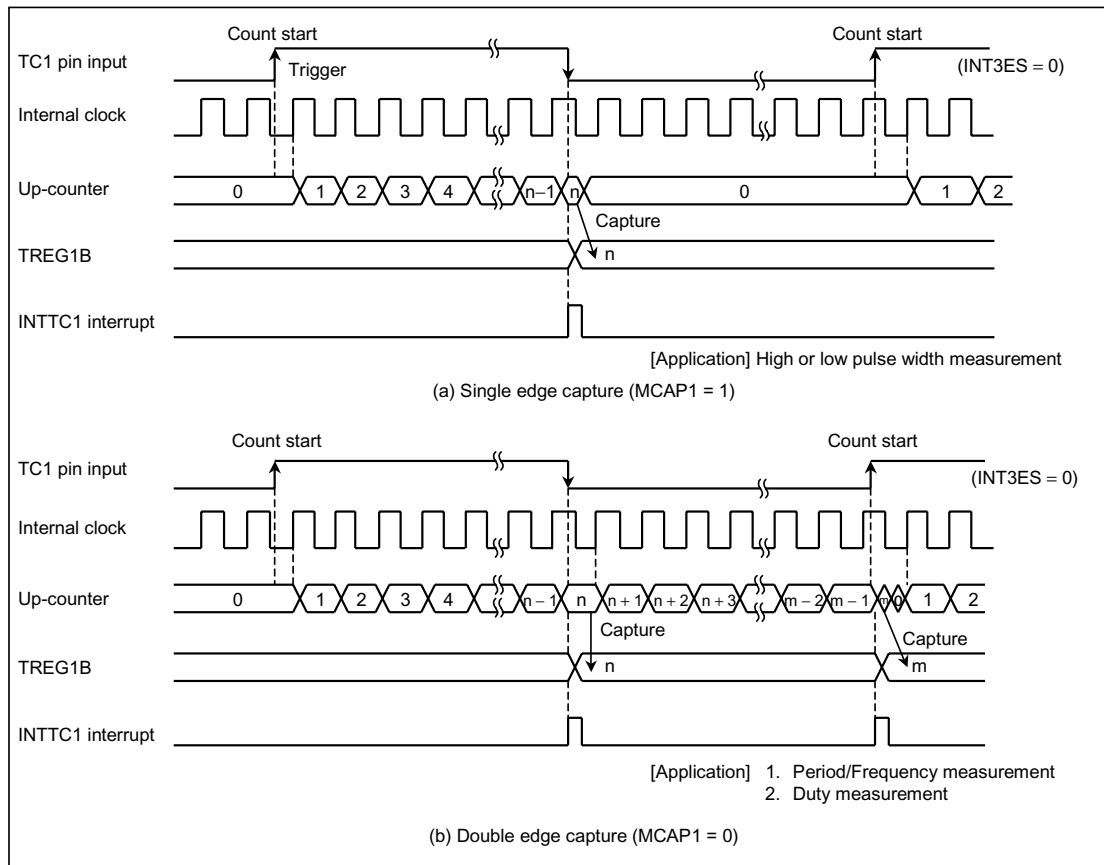 Count start Count start
TC1 pin input
Trigger
(INT3ES = 0)
Internal clock
Up-counter
0 1 2 3 4 n−1 n 0 1 2
Capture
TREG1B
n
INTTC1 interrupt
[Application] High or low pulse width measurement
(a) Single edge capture (MCAP1 = 1)
Count start Count start
TC1 pin input
(INT3ES = 0)
Internal clock
Up-counter
0 1 2 3 4 n − 1 n n + 1 n + 2 n + 3 m − 2 m − 1 m 0 1 2
Capture Capture
TREG1B
n m
INTTC1 interrupt
[Application] 1. Period/Frequency measurement
2. Duty measurement
(b) Double edge capture (MCAP1 = 0)